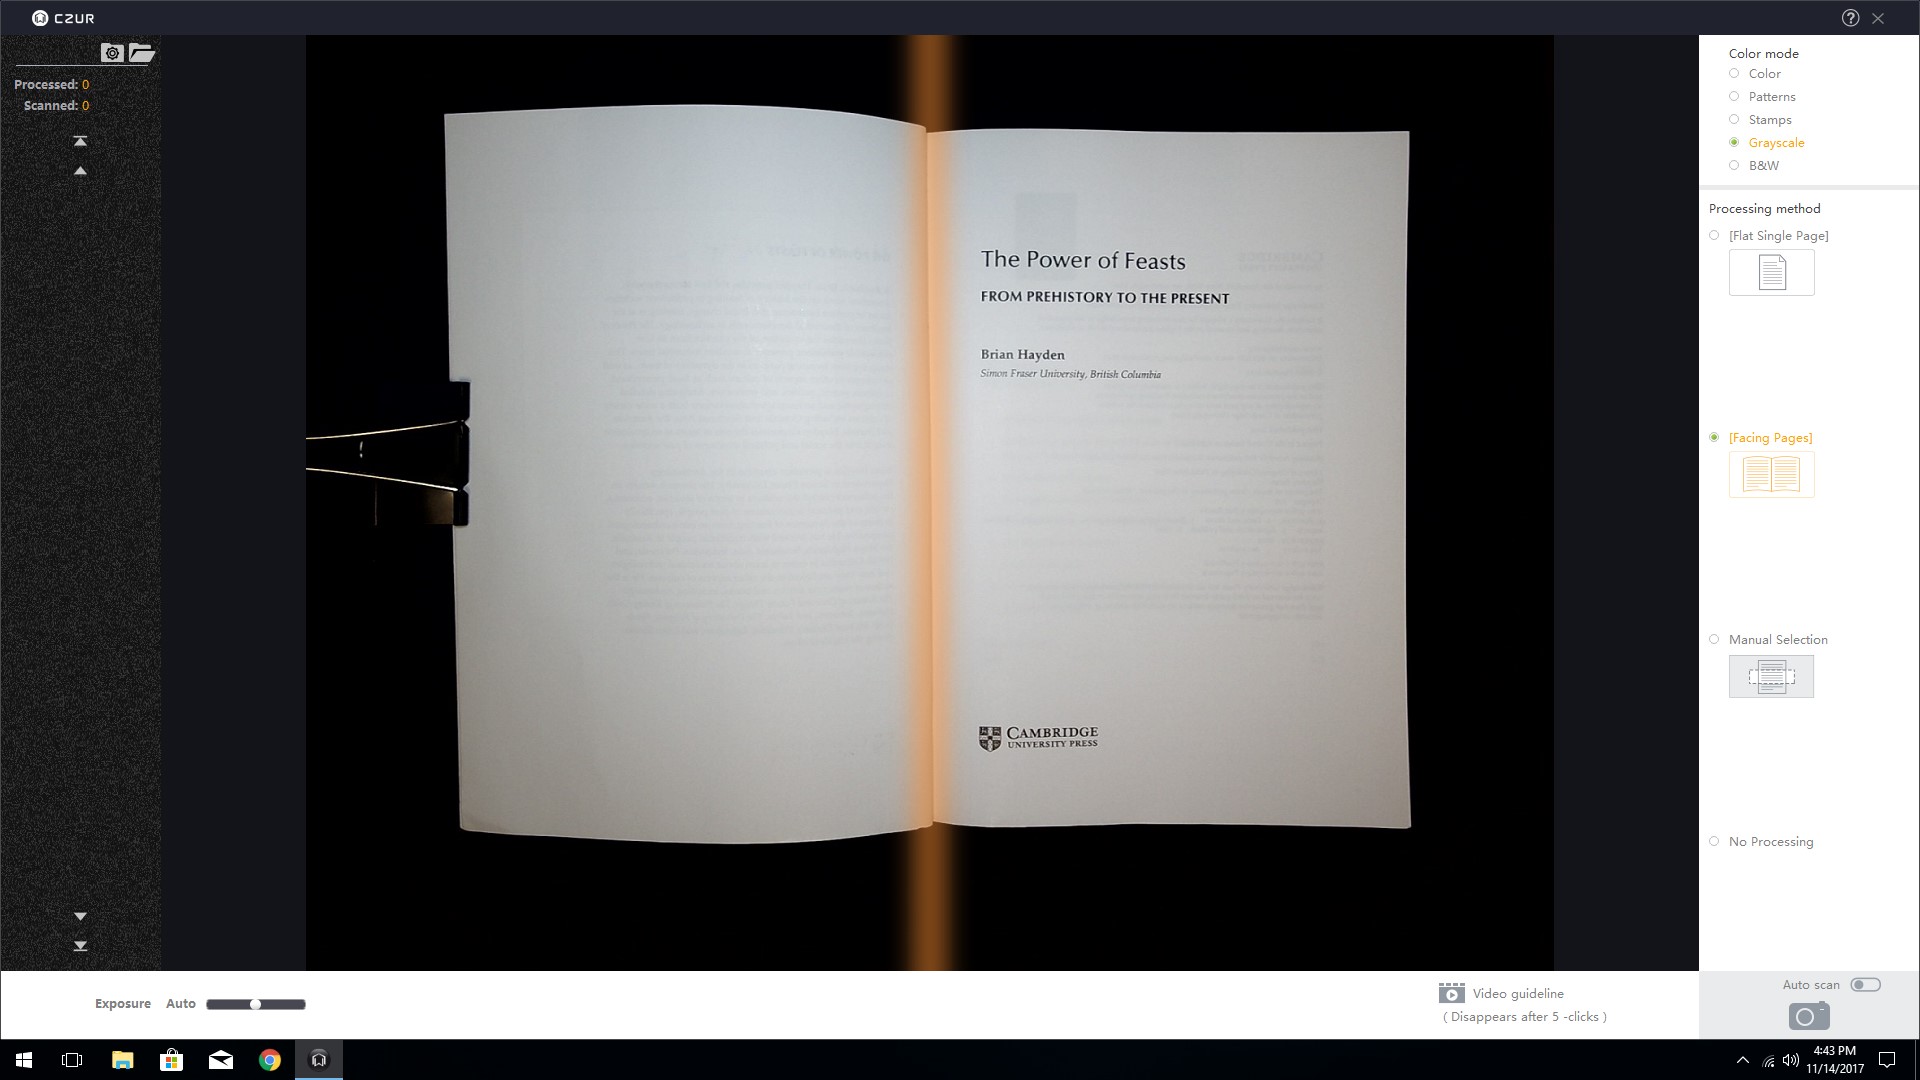 CZUR
Processed: 0
Scanned: 0
The Power of Feasts
FROM PREHISTORY TO THE PRESENT
Brian Hayden
Simon Fraser University, British Columbia
CAMBRIDGE
UNIVERSITY PRESS
Color mode
Color
Patterns
Stamps
Grayscale
B&W
Processing method
[Flat Single Page]
[Facing Pages]
Manual Selection
No Processing
Exposure Auto
Video guideline
( Disappears after 5 -clicks )
Auto scan
4:43 PM
11/14/2017